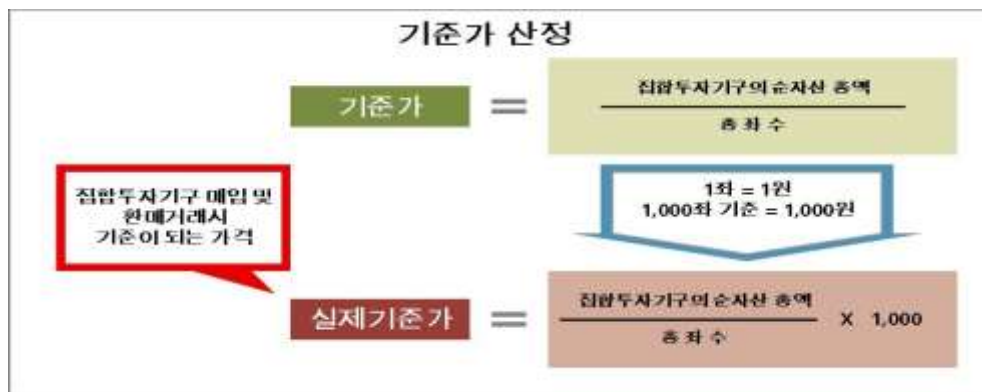 기준가 산정
기준가 = 집합투자기구의 순자산 총액
총 좌 수
집합투자기구 매입 및
환매거래시
기준이 되는 가격
1좌 = 1원
1,000좌 기준 = 1,000원
실제기준가 = 집합투자기구의 순자산 총액
총 좌 수
X 1,000